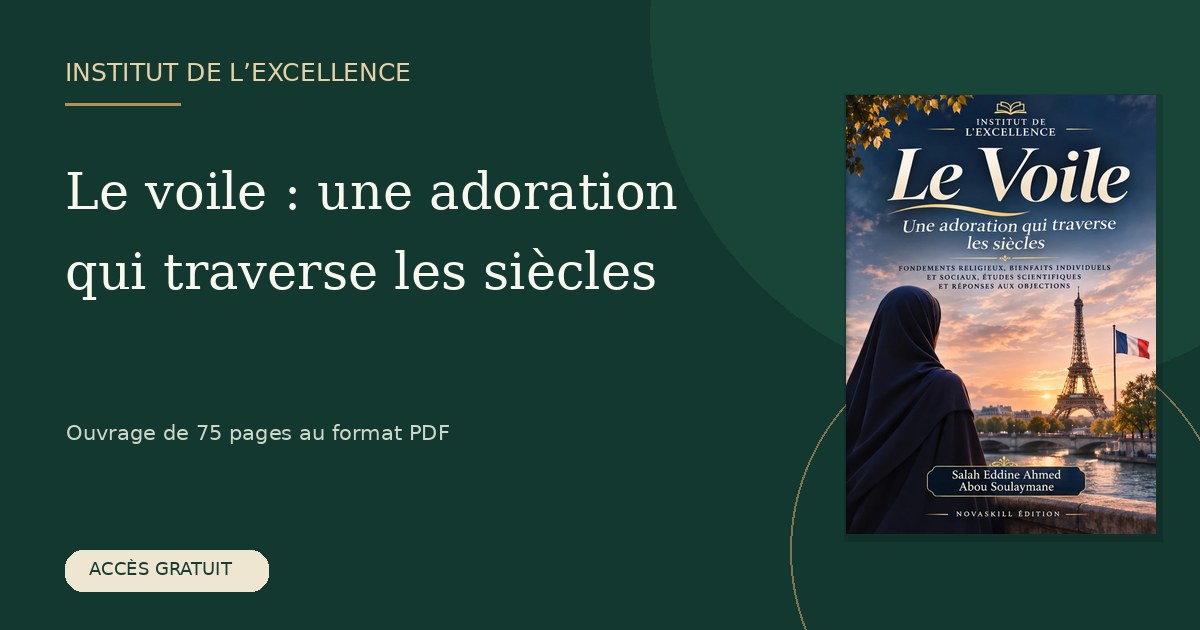 INSTITUT DE L’EXCELLENCE
Le voile : une adoration
qui traverse les siècles
Ouvrage de 75 pages au format PDF
ACCÈS GRATUIT
INSTITUT DE
L'EXCELLENCE
Le Voile
Une adoration qui traverse
les siècles
FONDEMENTS RELIGIEUX, BIENFAITS INDIVIDUELS
ET SOCIAUX, ÉTUDES SCIENTIFIQUES
ET RÉPONSES AUX OBJECTIONS
Salah Eddine Ahmed
Abou Soulaymane
NOVASKILL ÉDITION